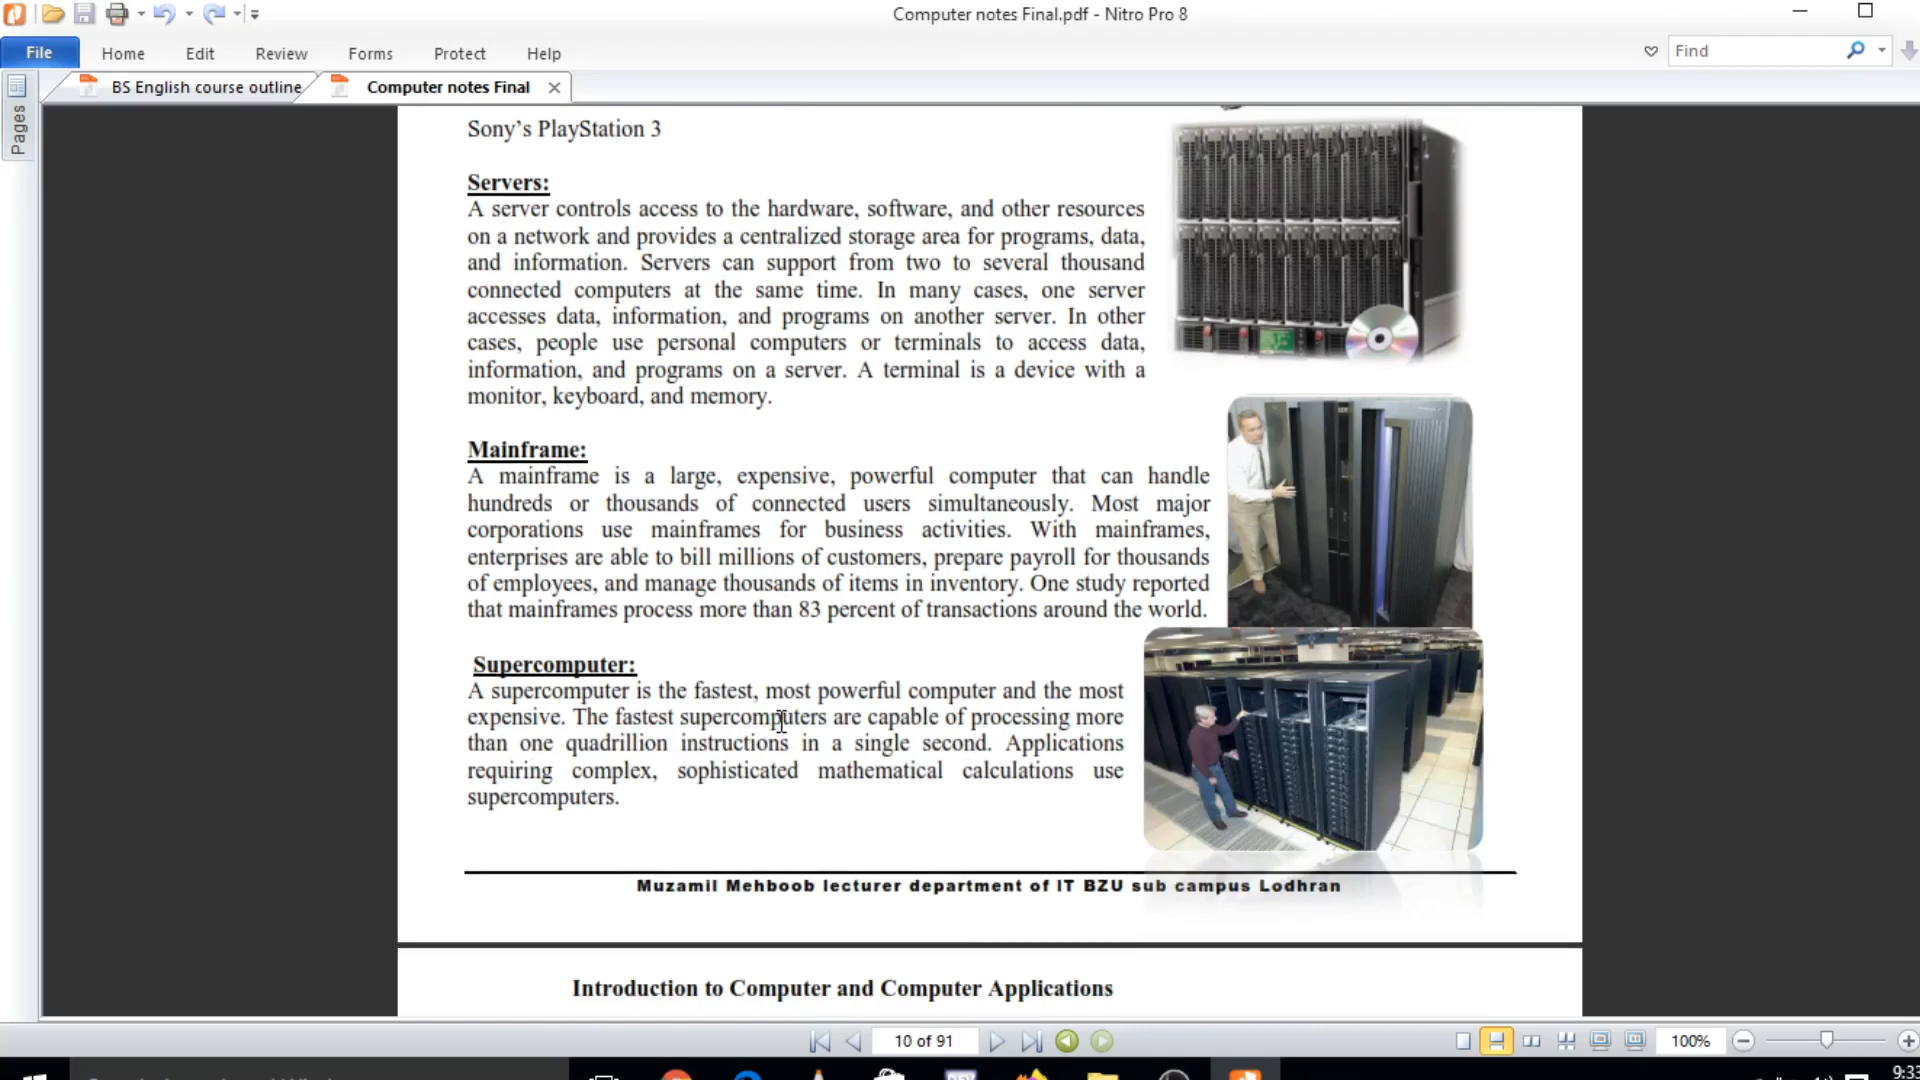 Computer notes Final.pdf - Nitro Pro 8
File Home Edit Review Forms Protect Help
Find
BS English course outline
Computer notes Final
Pages
Sony's PlayStation 3
Servers:
A server controls access to the hardware, software, and other resources
on a network and provides a centralized storage area for programs, data,
and information. Servers can support from two to several thousand
connected computers at the same time. In many cases, one server
accesses data, information, and programs on another server. In other
cases, people use personal computers or terminals to access data,
information, and programs on a server. A terminal is a device with a
monitor, keyboard, and memory.
Mainframe:
A mainframe is a large, expensive, powerful computer that can handle
hundreds or thousands of connected users simultaneously. Most major
corporations use mainframes for business activities. With mainframes,
enterprises are able to bill millions of customers, prepare payroll for thousands
of employees, and manage thousands of items in inventory. One study reported
that mainframes process more than 83 percent of transactions around the world.
Supercomputer:
A supercomputer is the fastest, most powerful computer and the most
expensive. The fastest supercomputers are capable of processing more
than one quadrillion instructions in a single second. Applications
requiring complex, sophisticated mathematical calculations use
supercomputers.
Muzamil Mehboob lecturer department of IT BZU sub campus Lodhran
Introduction to Computer and Computer Applications
10 of 91
100%
9:33